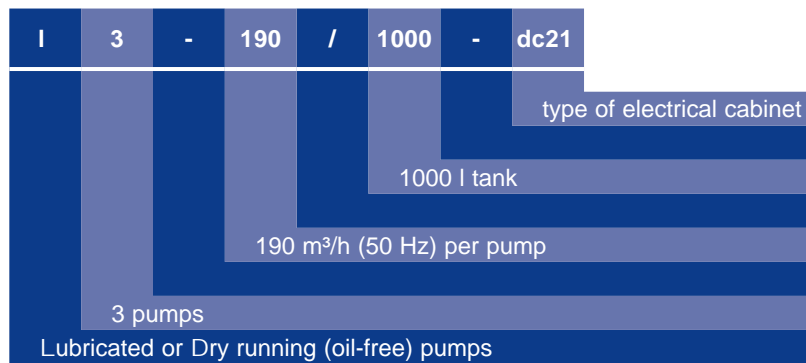 l 3 - 190 / 1000 - dc21
type of electrical cabinet
1000 l tank
190 m³/h (50 Hz) per pump
3 pumps
Lubricated or Dry running (oil-free) pumps